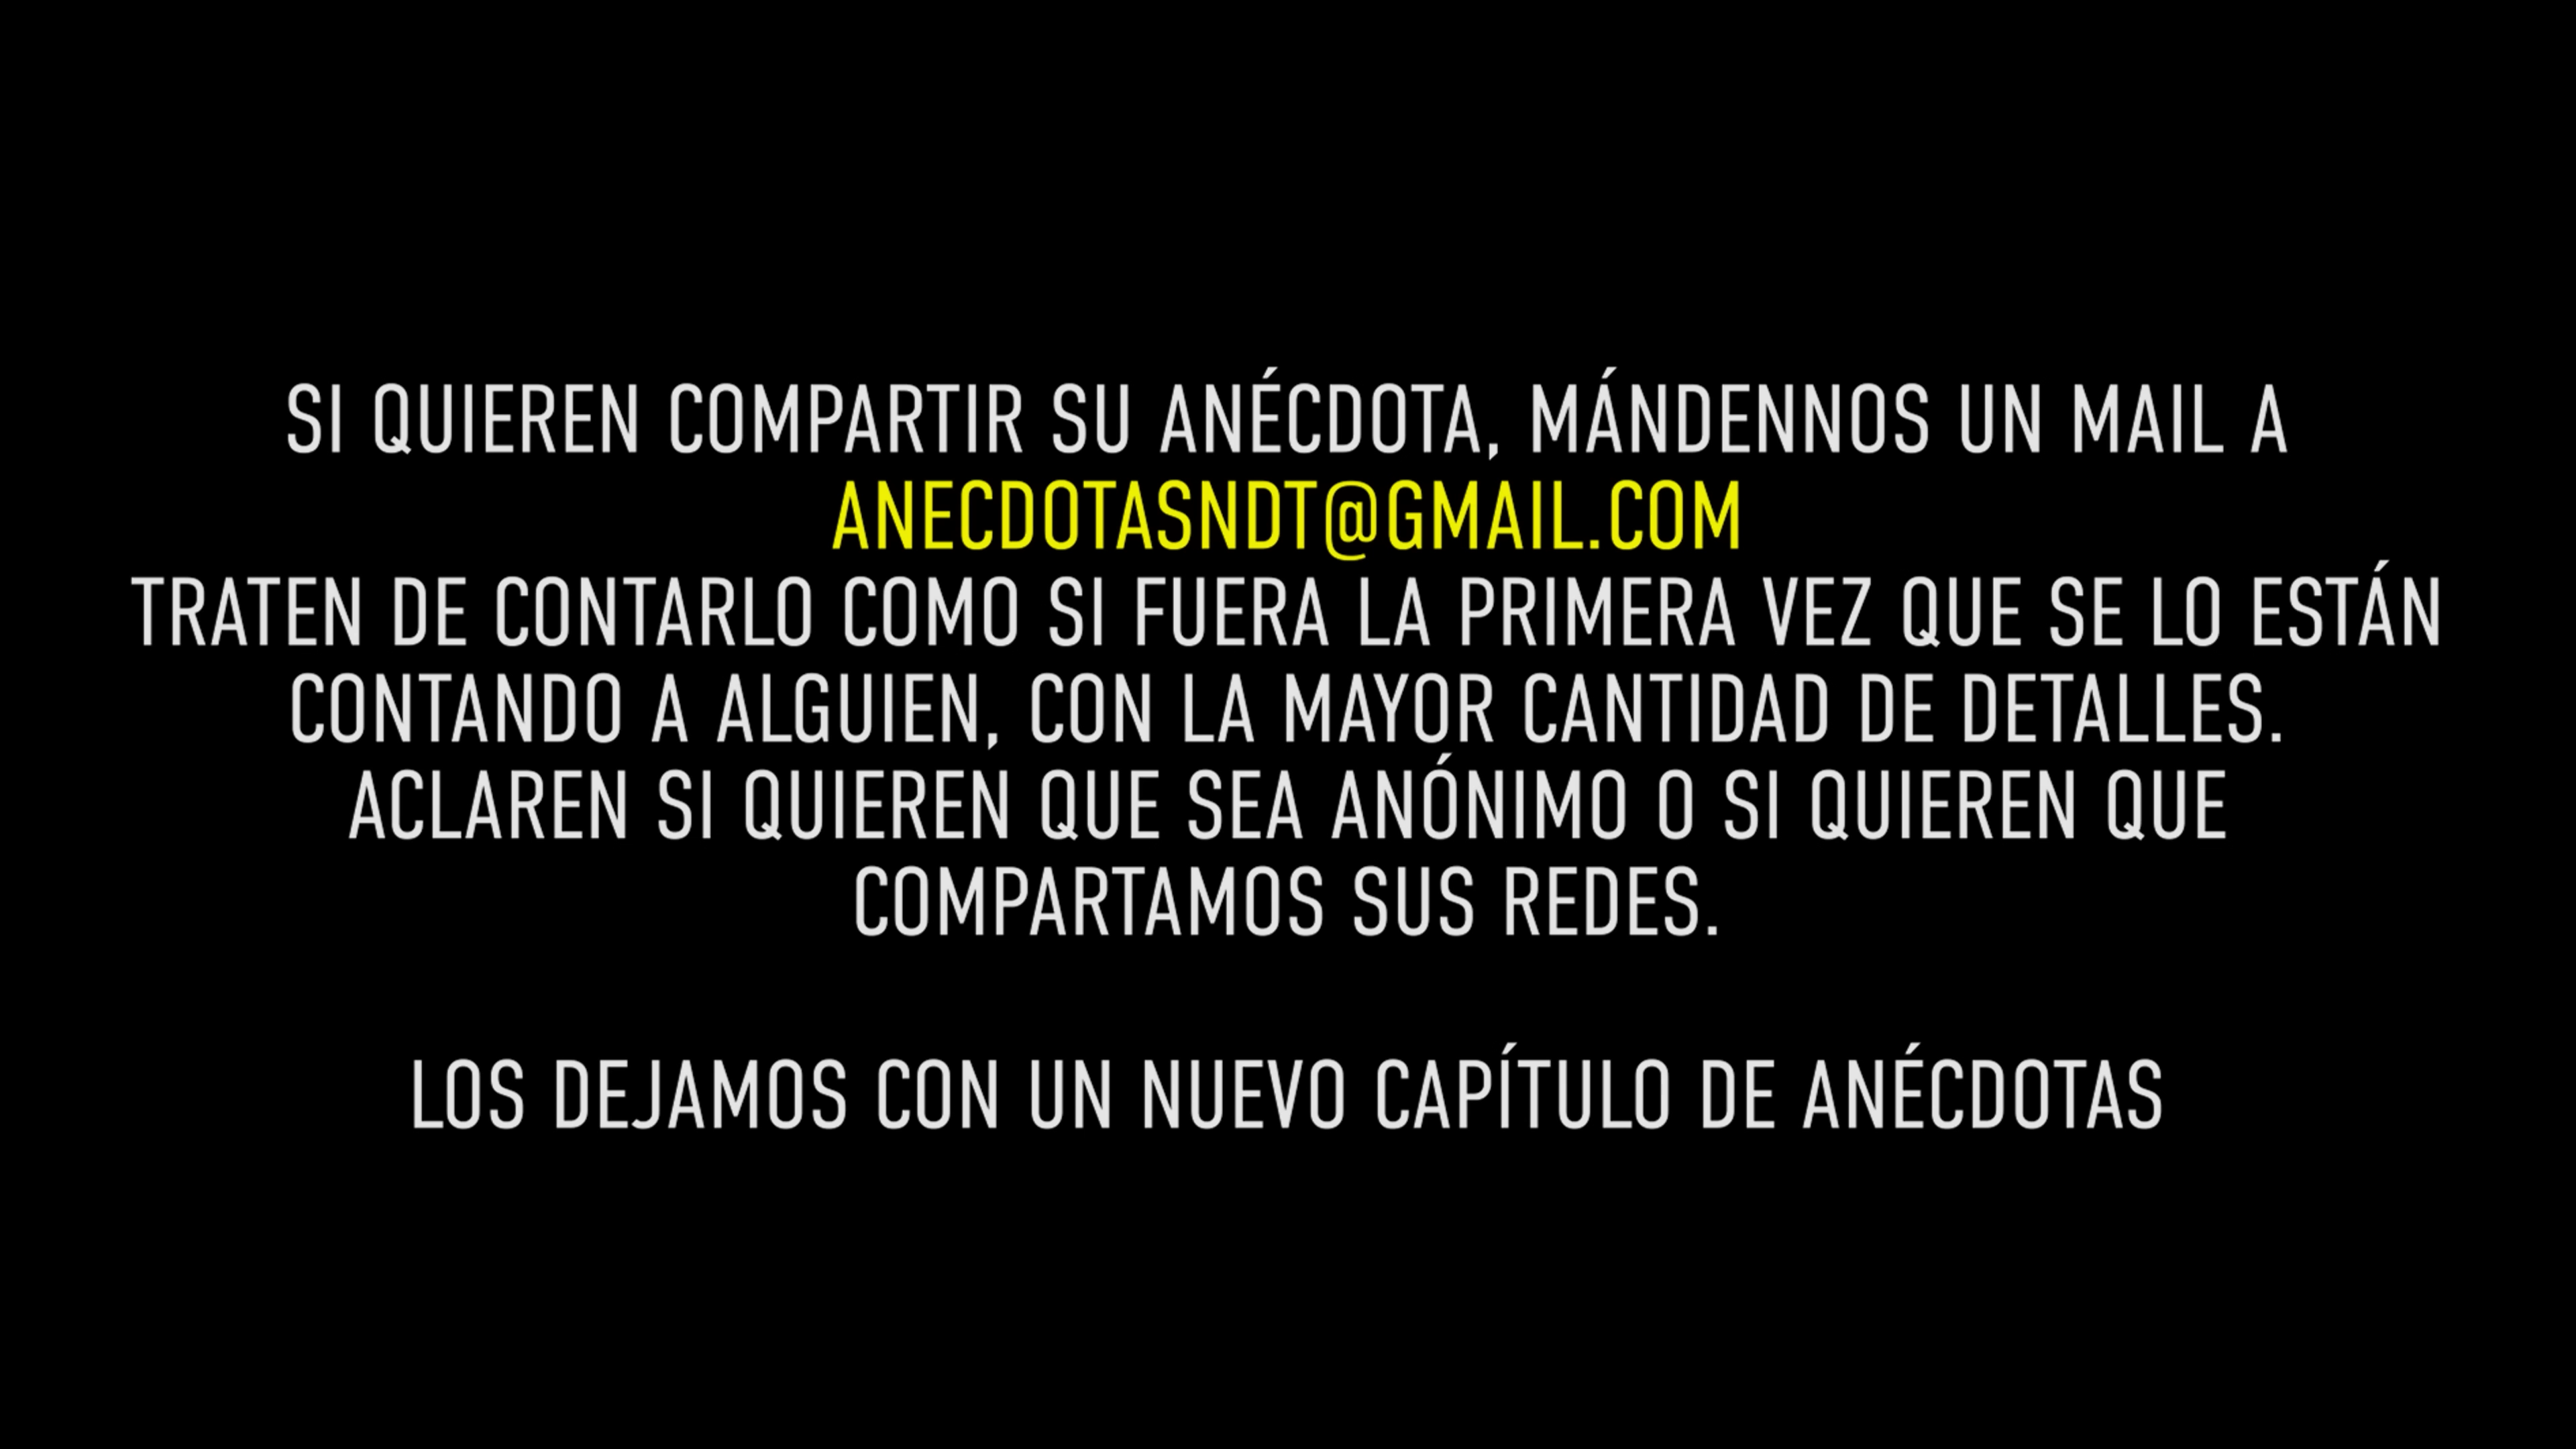 SI QUIEREN COMPARTIR SU ANÉCDOTA, MÁNDENNOS UN MAIL A
ANECDOTASNDT@GMAIL.COM
TRATEN DE CONTARLO COMO SI FUERA LA PRIMERA VEZ QUE SE LO ESTÁN
CONTANDO A ALGUIEN, CON LA MAYOR CANTIDAD DE DETALLES.
ACLAREN SI QUIEREN QUE SEA ANÓNIMO O SI QUIEREN QUE
COMPARTAMOS SUS REDES.
LOS DEJAMOS CON UN NUEVO CAPÍTULO DE ANÉCDOTAS